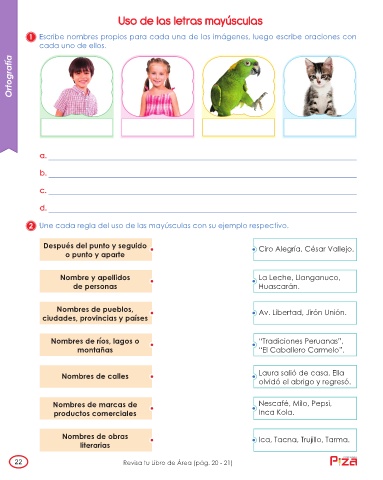 Uso de las letras mayúsculas
Ortografía
1 Escribe nombres propios para cada una de las imágenes, luego escribe oraciones con
cada uno de ellos.
a.
b.
c.
d.
2 Une cada regla del uso de las mayúsculas con su ejemplo respectivo.
Después del punto y seguido
o punto y aparte
Ciro Alegría, César Vallejo.
Nombre y apellidos
de personas
La Leche, Llanganuco,
Huascarán.
Nombres de pueblos,
ciudades, provincias y países
Av. Libertad, Jirón Unión.
Nombres de ríos, lagos o
montañas
“Tradiciones Peruanas”,
“El Caballero Carmelo”.
Nombres de calles
Laura salió de casa. Ella
olvidó el abrigo y regresó.
Nombres de marcas de
productos comerciales
Nescafé, Milo, Pepsi,
Inca Kola.
Nombres de obras
literarias
Ica, Tacna, Trujillo, Tarma.
22
Revisa tu Libro de Área (pág. 20 - 21)